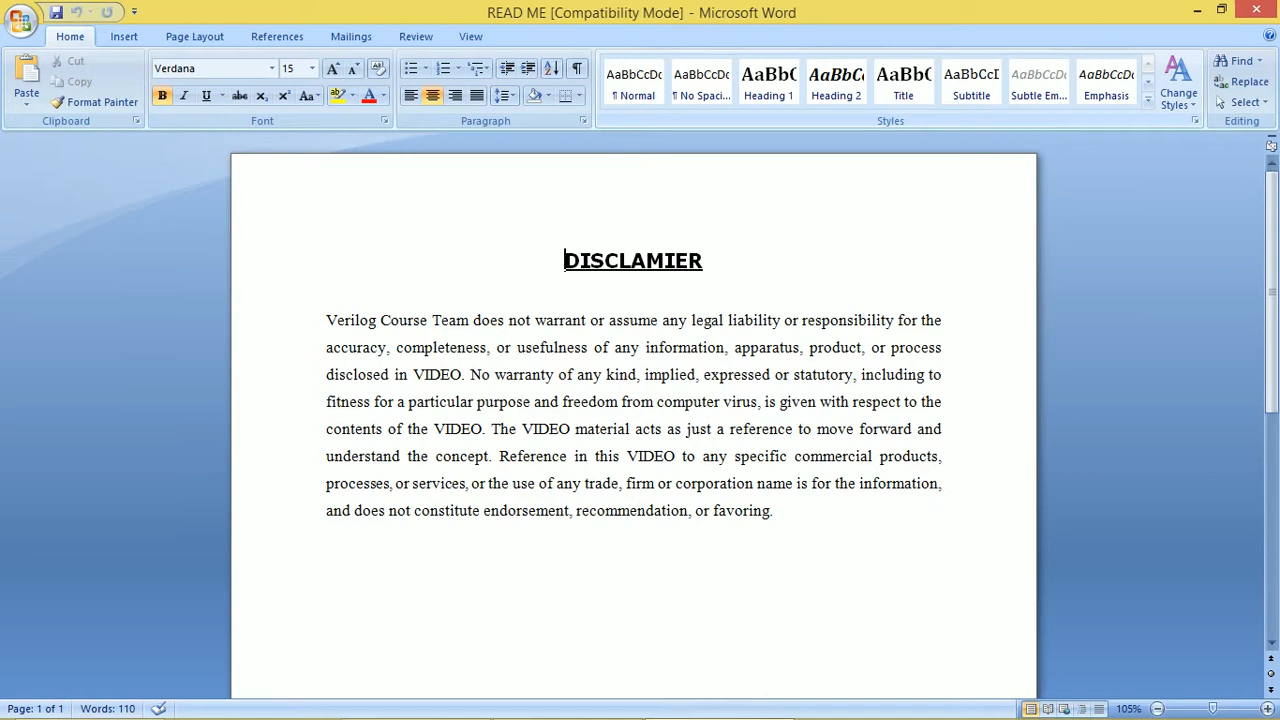 READ ME [Compatibility Mode] - Microsoft Word
Home Insert Page Layout References Mailings Review View
Paste
Cut
Copy
Format Painter
Clipboard
Verdana 15
B I U abc x₂ x² Aa
ab A
Font
Paragraph
AaBbCcDc AaBbCcDc AaBbC AaBbCc AaBbC AaBbCcI AaBbCcDc AaBbCcDc
¶ Normal ¶ No Spaci... Heading 1 Heading 2 Title Subtitle Subtle Em... Emphasis
Change Styles
Styles
Find
Replace
Select
Editing
DISCLAMIER
Verilog Course Team does not warrant or assume any legal liability or responsibility for the
accuracy, completeness, or usefulness of any information, apparatus, product, or process
disclosed in VIDEO. No warranty of any kind, implied, expressed or statutory, including to
fitness for a particular purpose and freedom from computer virus, is given with respect to the
contents of the VIDEO. The VIDEO material acts as just a reference to move forward and
understand the concept. Reference in this VIDEO to any specific commercial products,
processes, or services, or the use of any trade, firm or corporation name is for the information,
and does not constitute endorsement, recommendation, or favoring.
Page: 1 of 1 Words: 110 105%